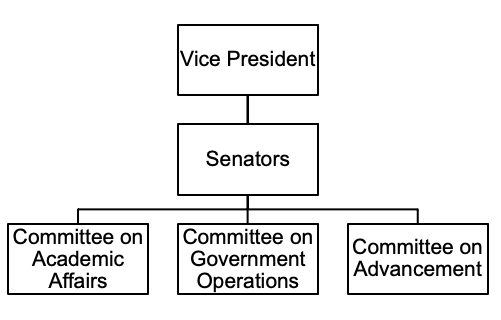 Vice President
Senators
Committee on
Academic
Affairs
Committee on
Government
Operations
Committee on
Advancement